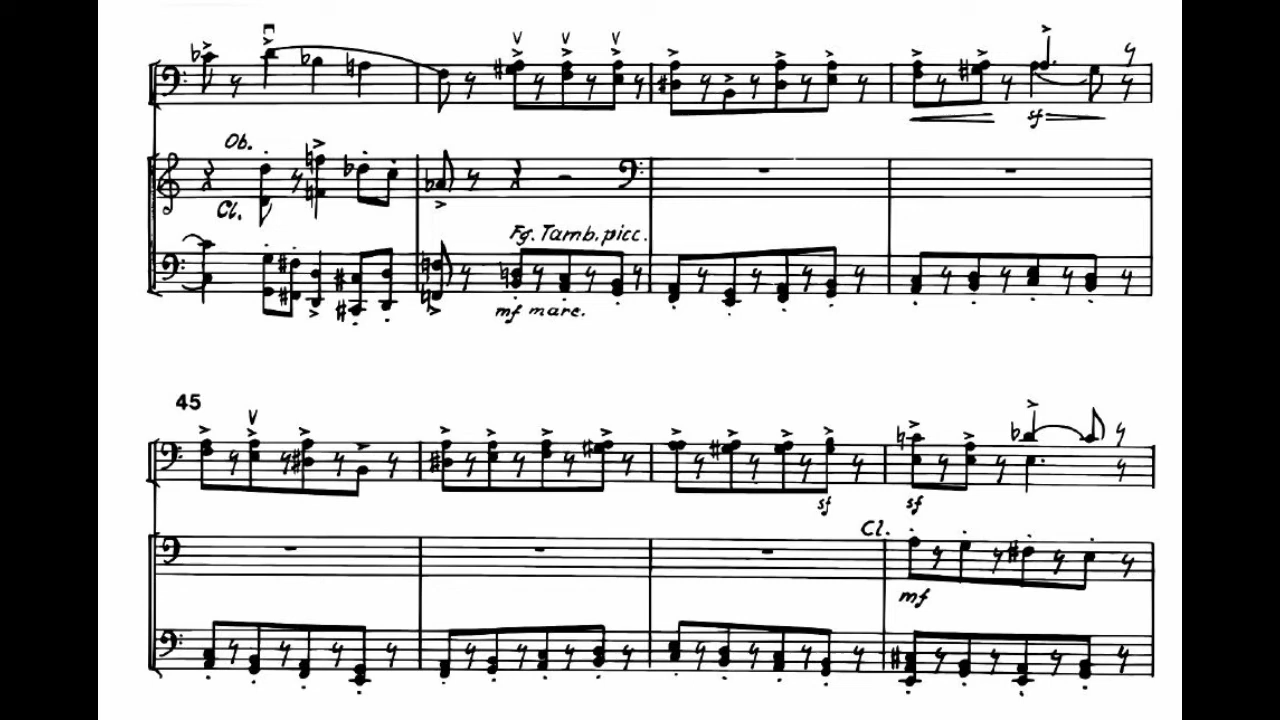 Ob.
Cl.
sf
Fg. Tamb. picc.
mf marc.
45
sf sf
Cl.
mf